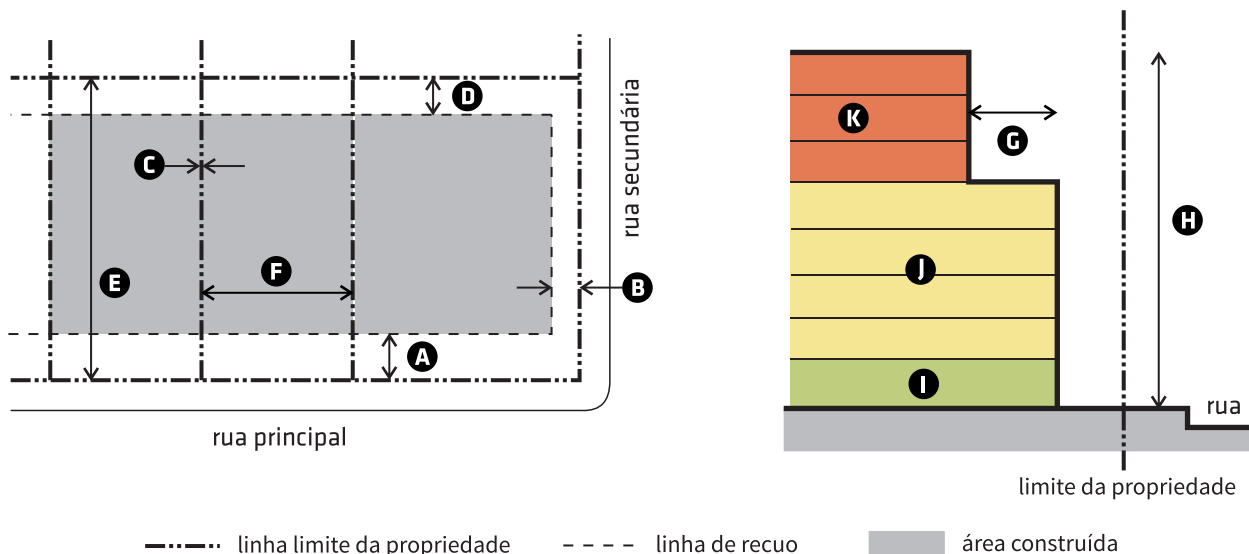 D
C
rua secundária
E
F
B
A
rua principal
K
G
H
J
I
rua
limite da propriedade
linha limite da propriedade
linha de recuo
área construída